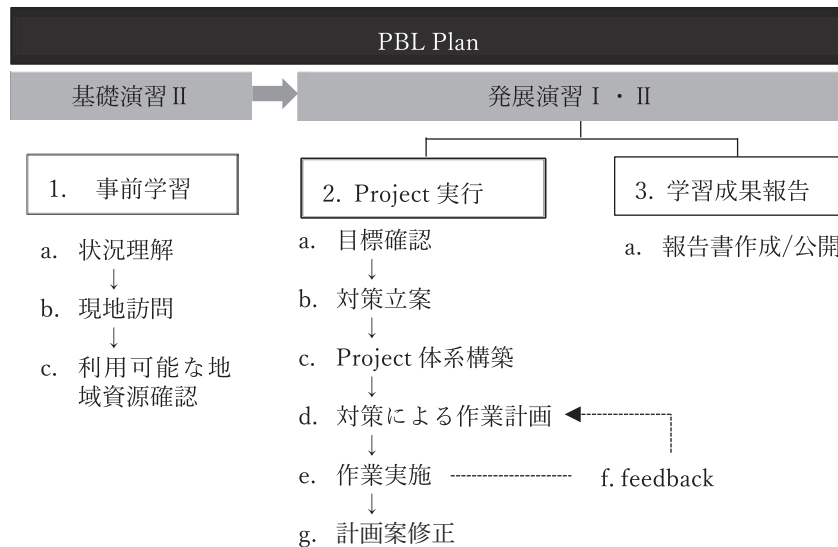 PBL Plan
基礎演習 II
発展演習 I ・ II
1. 事前学習
a. 状況理解
↓
b. 現地訪問
↓
c. 利用可能な地
域資源確認
2. Project 実行
a. 目標確認
↓
b. 対策立案
↓
c. Project 体系構築
↓
d. 対策による作業計画
↓
e. 作業実施
f. feedback
↓
g. 計画案修正
3. 学習成果報告
a. 報告書作成/公開